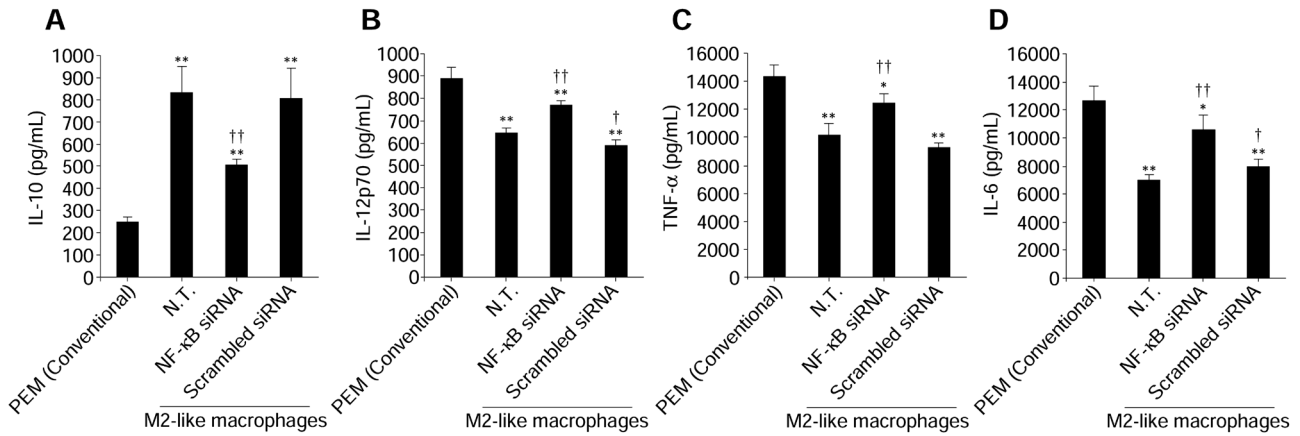 A
IL-10 (pg/mL)
1000
900
800
700
600
500
400
300
200
100
0
**
††
**
**
PEM (Conventional)
N.T.
NF-κB siRNA
Scrambled siRNA
M2-like macrophages
B
IL-12p70 (pg/mL)
1000
900
800
700
600
500
400
300
200
100
0
**
††
**
†
**
PEM (Conventional)
N.T.
NF-κB siRNA
Scrambled siRNA
M2-like macrophages
C
TNF-α (pg/mL)
16000
14000
12000
10000
8000
6000
4000
2000
0
**
††
*
**
PEM (Conventional)
N.T.
NF-κB siRNA
Scrambled siRNA
M2-like macrophages
D
IL-6 (pg/mL)
16000
14000
12000
10000
8000
6000
4000
2000
0
**
††
*
†
**
PEM (Conventional)
N.T.
NF-κB siRNA
Scrambled siRNA
M2-like macrophages